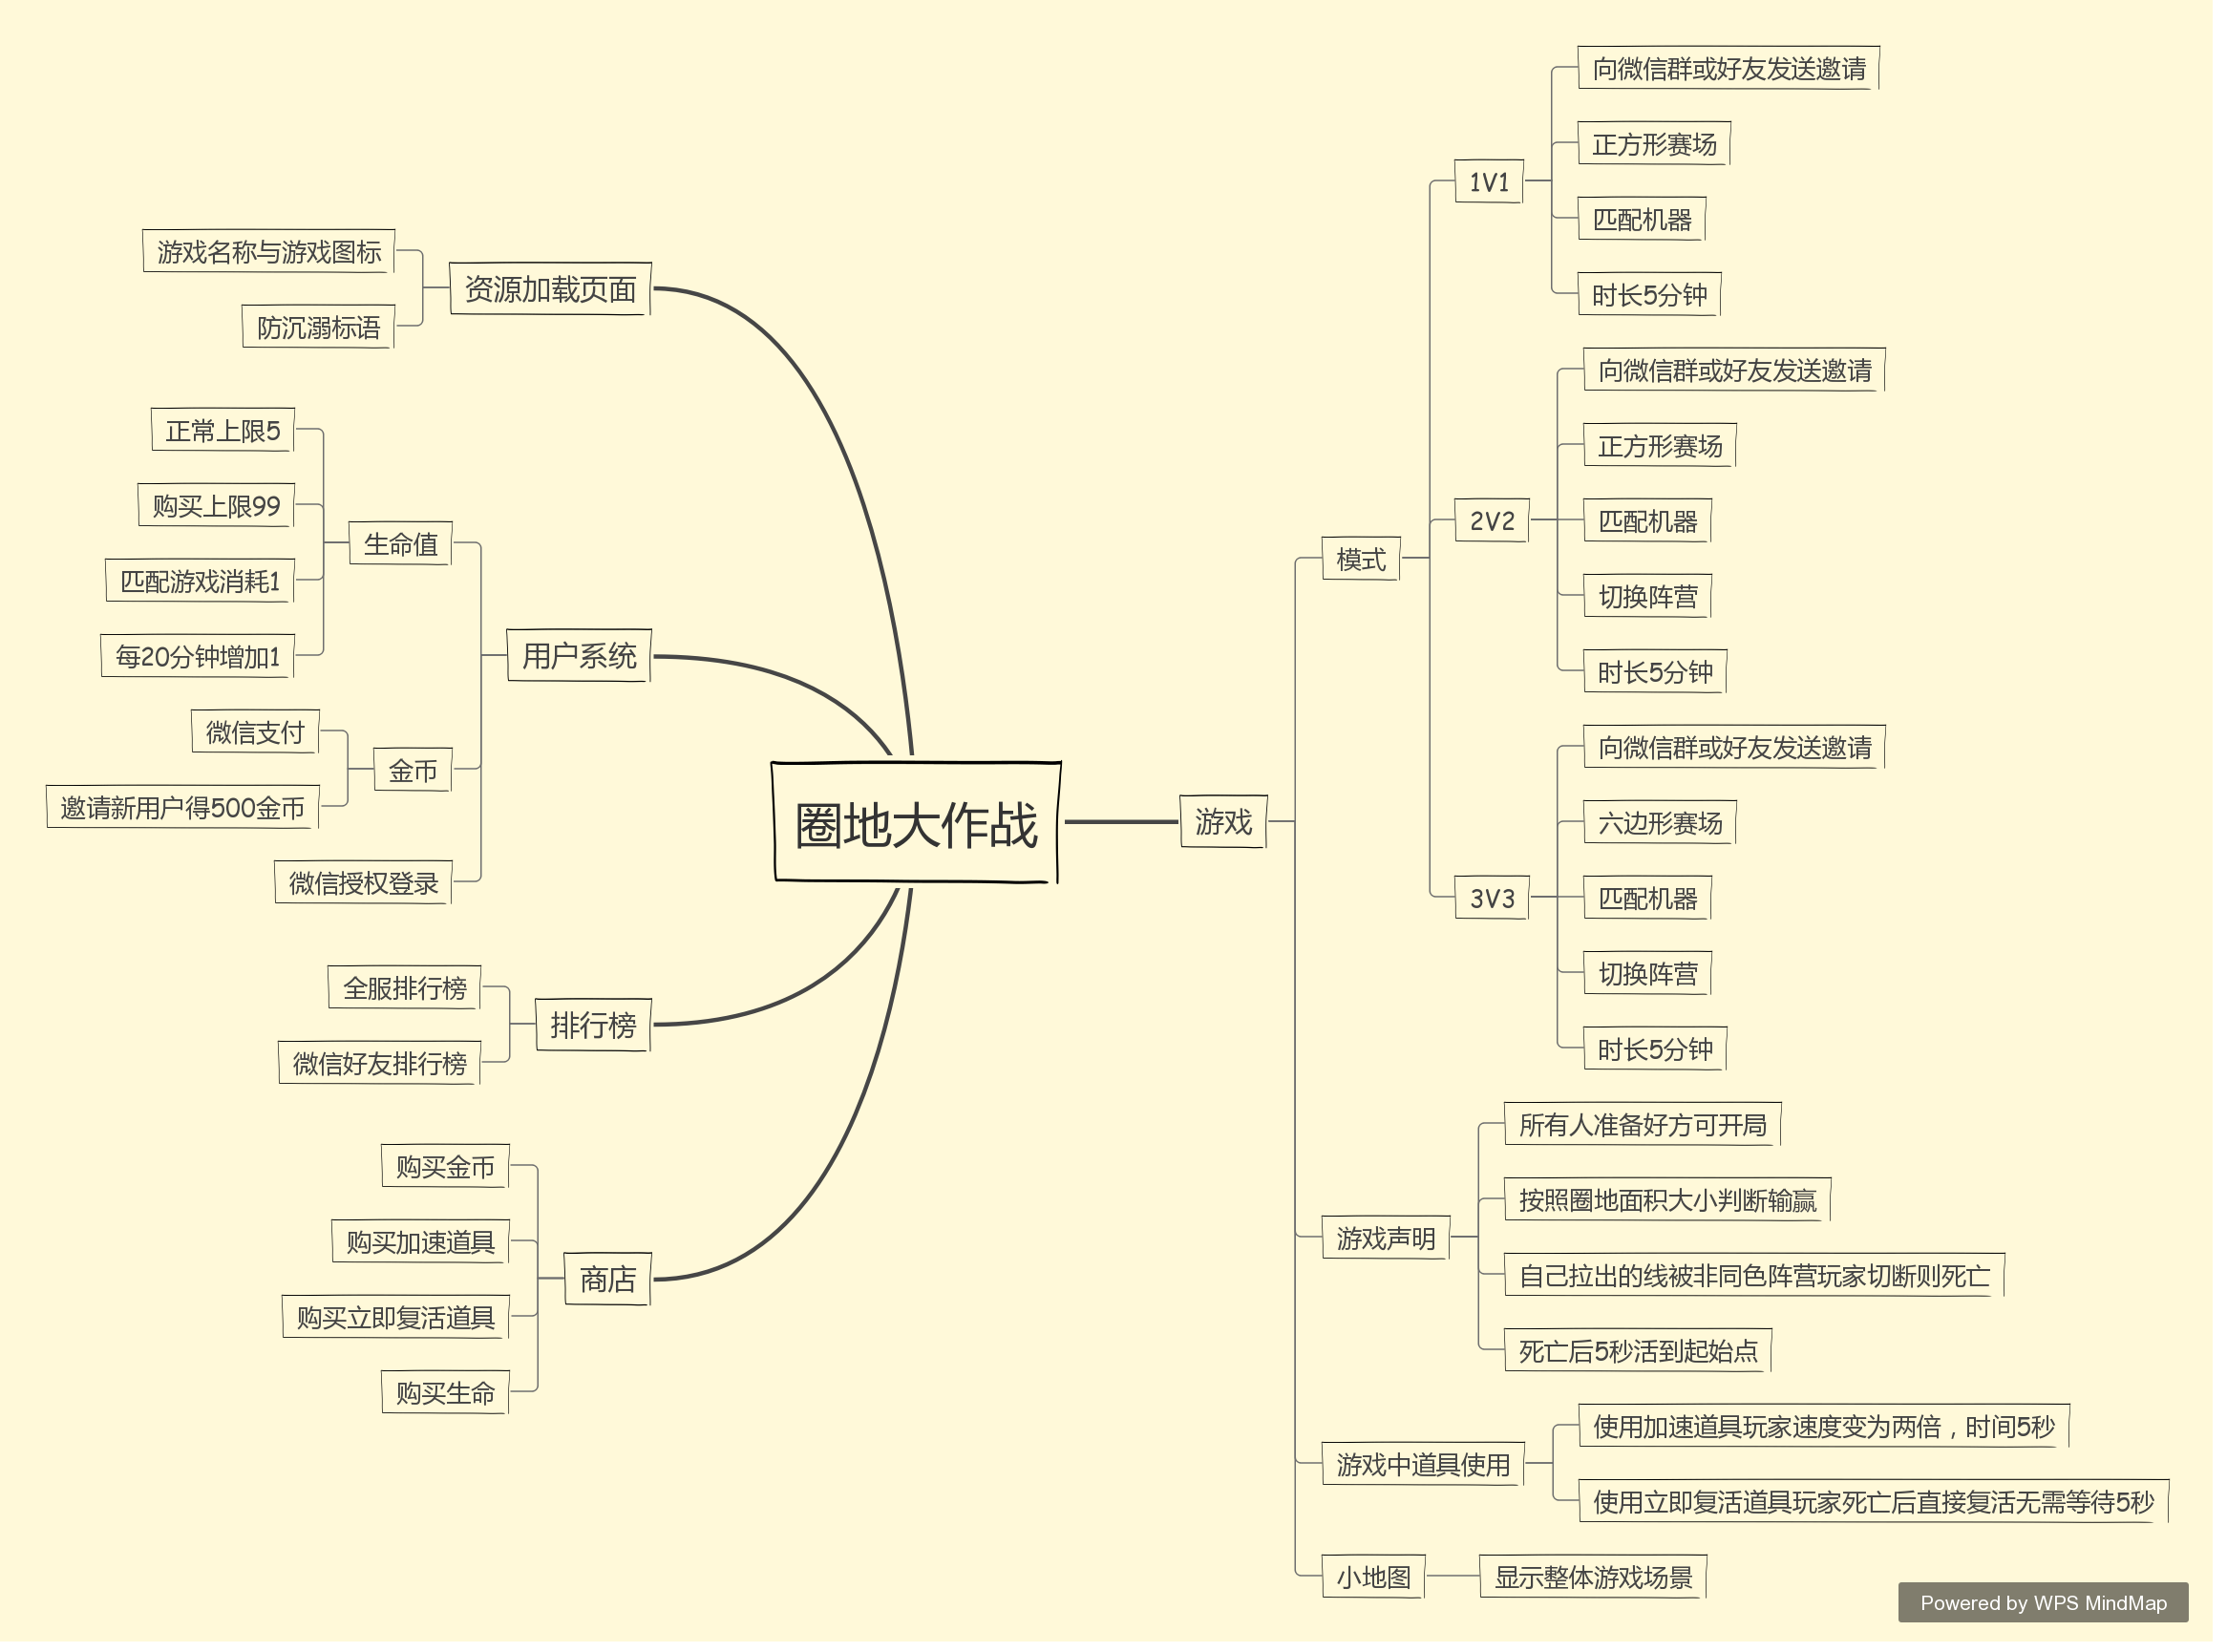 圈地大作战
资源加载页面
游戏名称与游戏图标
防沉溺标语
用户系统
生命值
正常上限5
购买上限99
匹配游戏消耗1
每20分钟增加1
金币
微信支付
邀请新用户得500金币
微信授权登录
排行榜
全服排行榜
微信好友排行榜
商店
购买金币
购买加速道具
购买立即复活道具
购买生命
游戏
模式
1V1
向微信群或好友发送邀请
正方形赛场
匹配机器
时长5分钟
2V2
向微信群或好友发送邀请
正方形赛场
匹配机器
切换阵营
时长5分钟
3V3
向微信群或好友发送邀请
六边形赛场
匹配机器
切换阵营
时长5分钟
游戏声明
所有人准备好方可开局
按照圈地面积大小判断输赢
自己拉出的线被非同色阵营玩家切断则死亡
死亡后5秒活到起始点
游戏中道具使用
使用加速道具玩家速度变为两倍，时间5秒
使用立即复活道具玩家死亡后直接复活无需等待5秒
小地图
显示整体游戏场景
Powered by WPS MindMap